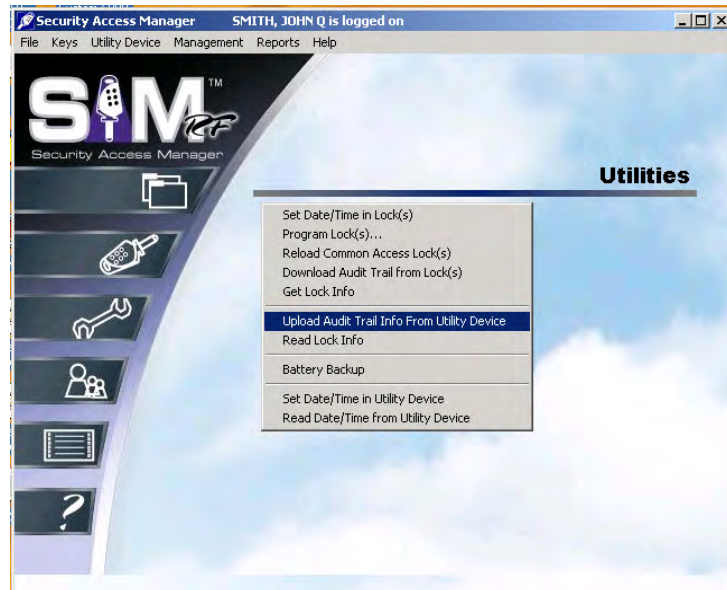 Security Access Manager SMITH, JOHN Q is logged on
File Keys Utility Device Management Reports Help
SAM™
RF
Security Access Manager
Utilities
Set Date/Time in Lock(s)
Program Lock(s)...
Reload Common Access Lock(s)
Download Audit Trail from Lock(s)
Get Lock Info
Upload Audit Trail Info From Utility Device
Read Lock Info
Battery Backup
Set Date/Time in Utility Device
Read Date/Time from Utility Device
?